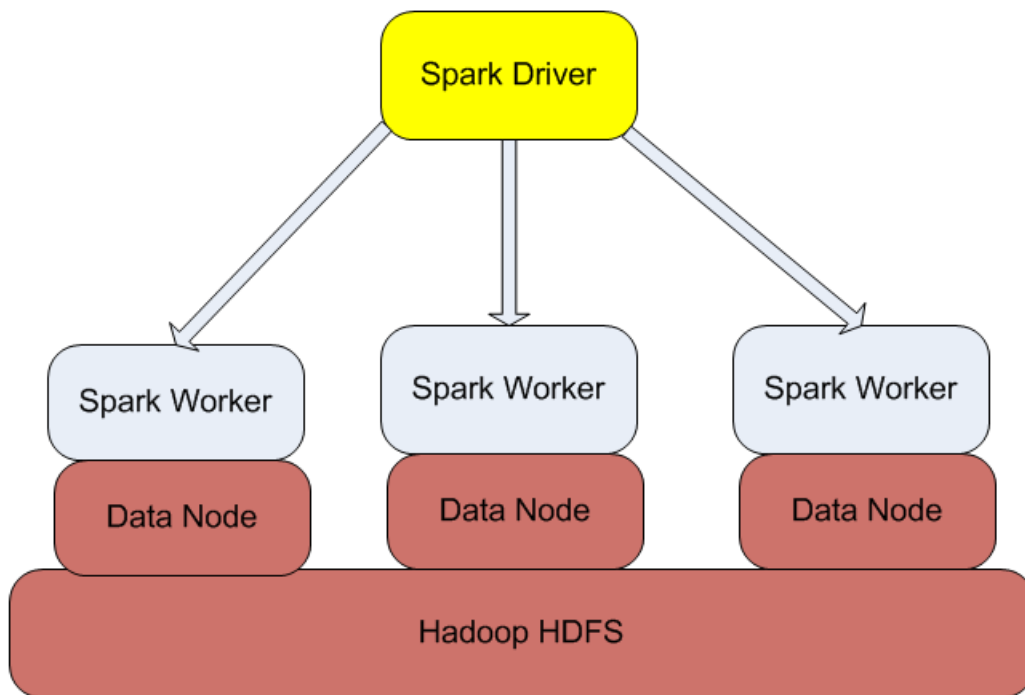 Spark Driver
Spark Worker
Spark Worker
Spark Worker
Data Node
Data Node
Data Node
Hadoop HDFS